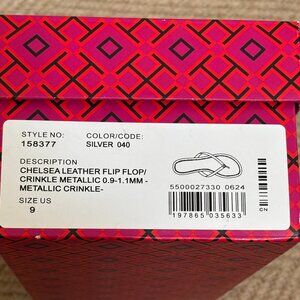 STYLE NO: COLOR/CODE:
158377 SILVER 040
DESCRIPTION
CHELSEA LEATHER FLIP FLOP/
CRINKLE METALLIC 0.9-1.1MM -
METALLIC CRINKLE-
SIZE US
9
5500027330 0624
197865 035633
CN